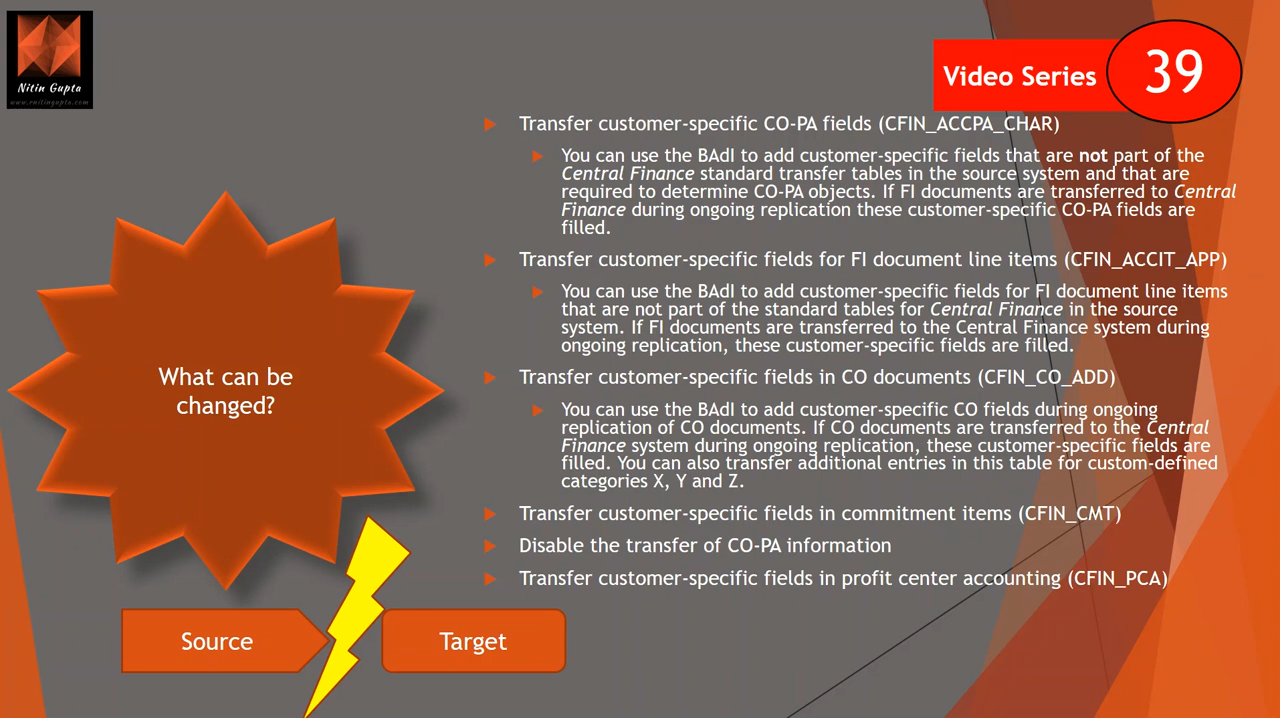 Nitin Gupta
www.rnitingupta.com
Video Series
39
Transfer customer-specific CO-PA fields (CFIN_ACCPA_CHAR)
You can use the BAdI to add customer-specific fields that are not part of the
Central Finance standard transfer tables in the source system and that are
required to determine CO-PA objects. If FI documents are transferred to Central
Finance during ongoing replication these customer-specific CO-PA fields are
filled.
Transfer customer-specific fields for FI document line items (CFIN_ACCIT_APP)
You can use the BAdI to add customer-specific fields for FI document line items
that are not part of the standard tables for Central Finance in the source
system. If FI documents are transferred to the Central Finance system during
ongoing replication, these customer-specific fields are filled.
Transfer customer-specific fields in CO documents (CFIN_CO_ADD)
You can use the BAdI to add customer-specific CO fields during ongoing
replication of CO documents. If CO documents are transferred to the Central
Finance system during ongoing replication, these customer-specific fields are
filled. You can also transfer additional entries in this table for custom-defined
categories X, Y and Z.
Transfer customer-specific fields in commitment items (CFIN_CMT)
Disable the transfer of CO-PA information
Transfer customer-specific fields in profit center accounting (CFIN_PCA)
What can be
changed?
Source
Target